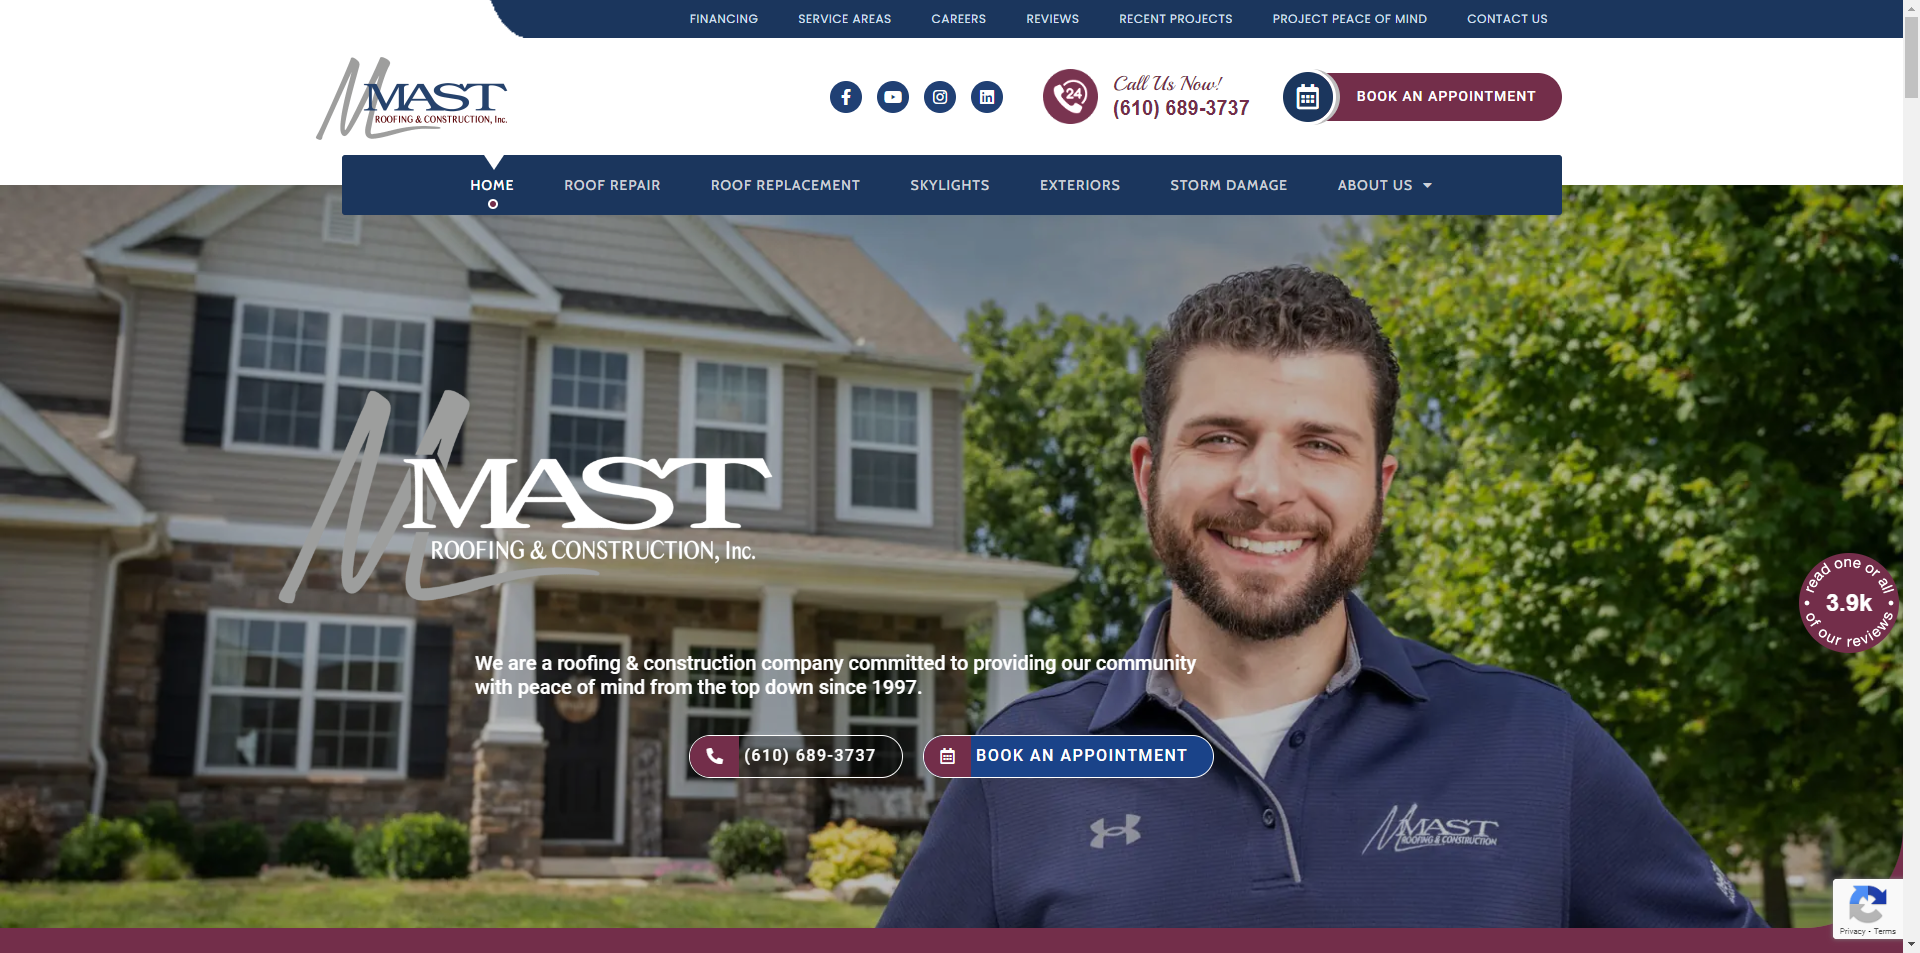 FINANCING
SERVICE AREAS
CAREERS
REVIEWS
RECENT PROJECTS
PROJECT PEACE OF MIND
CONTACT US
MAST
ROOFING & CONSTRUCTION, Inc.
24
Call Us Now!
(610) 689-3737
BOOK AN APPOINTMENT
HOME
ROOF REPAIR
ROOF REPLACEMENT
SKYLIGHTS
EXTERIORS
STORM DAMAGE
ABOUT US
MAST
ROOFING & CONSTRUCTION, Inc.
We are a roofing & construction company committed to providing our community
with peace of mind from the top down since 1997.
(610) 689-3737
BOOK AN APPOINTMENT
read one or all
3.9k
of our reviews
MAST
ROOFING & CONSTRUCTION
Privacy - Terms